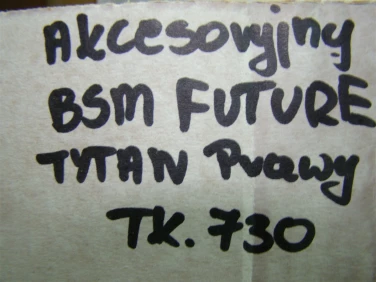 Akcesoryjny
BSM FUTURE
TYTAN Prawy
TK. 730